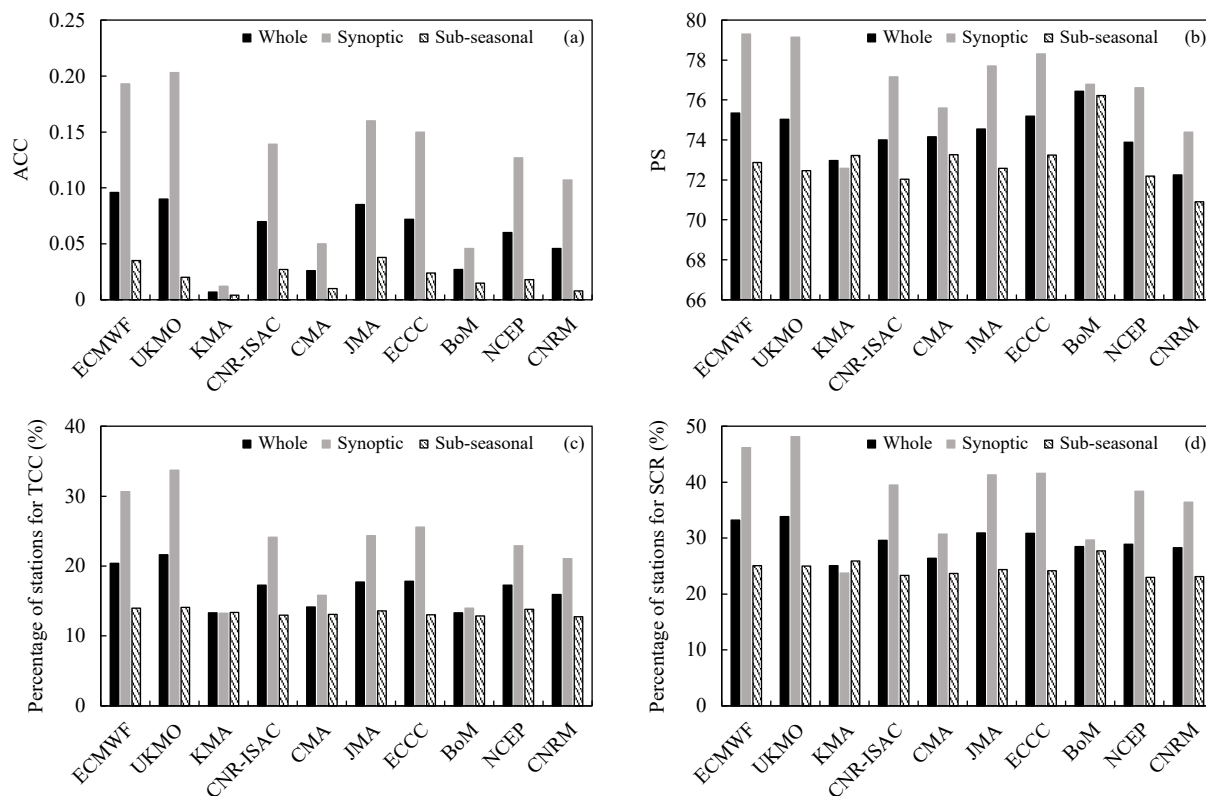 0.25
0.20
0.15
0.10
0.05
0
ACC
Whole Synoptic Sub-seasonal (a)
ECMWF UKMO KMA CNR-ISAC CMA JMA ECCC BoM NCEP CNRM
80
78
76
74
72
70
68
66
PS
Whole Synoptic Sub-seasonal (b)
ECMWF UKMO KMA CNR-ISAC CMA JMA ECCC BoM NCEP CNRM
40
30
20
10
0
Percentage of stations for TCC (%)
Whole Synoptic Sub-seasonal (c)
ECMWF UKMO KMA CNR-ISAC CMA JMA ECCC BoM NCEP CNRM
50
40
30
20
10
0
Percentage of stations for SCR (%)
Whole Synoptic Sub-seasonal (d)
ECMWF UKMO KMA CNR-ISAC CMA JMA ECCC BoM NCEP CNRM